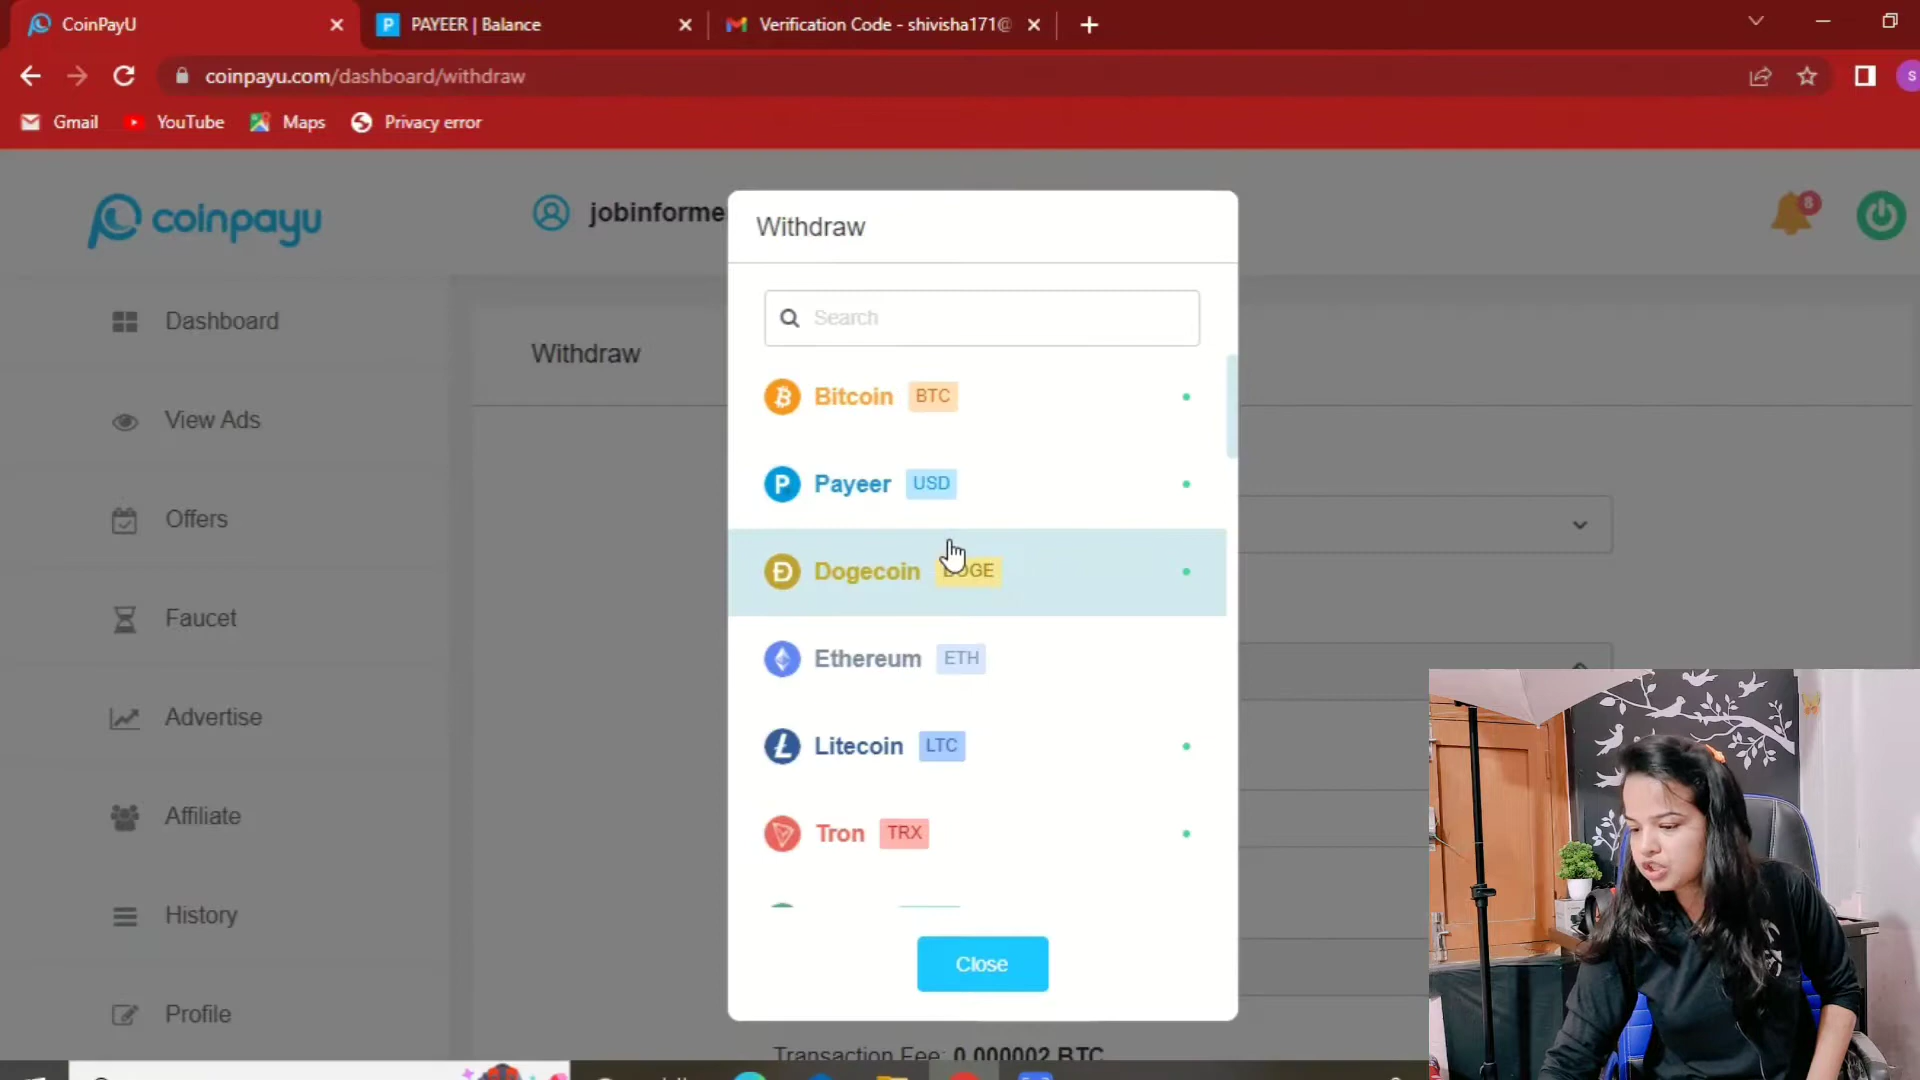 CoinPayU
PAYEER | Balance
Verification Code - shivisha171@
coinpayu.com/dashboard/withdraw
S
Gmail
YouTube
Maps
Privacy error
coinpayu
jobinforme
8
Withdraw
Search
Dashboard
View Ads
Offers
Faucet
Advertise
Affiliate
History
Profile
Withdraw
Bitcoin BTC
Payeer USD
Dogecoin DOGE
Ethereum ETH
Litecoin LTC
Tron TRX
Close
Transaction Fee: 0.000002 BTC